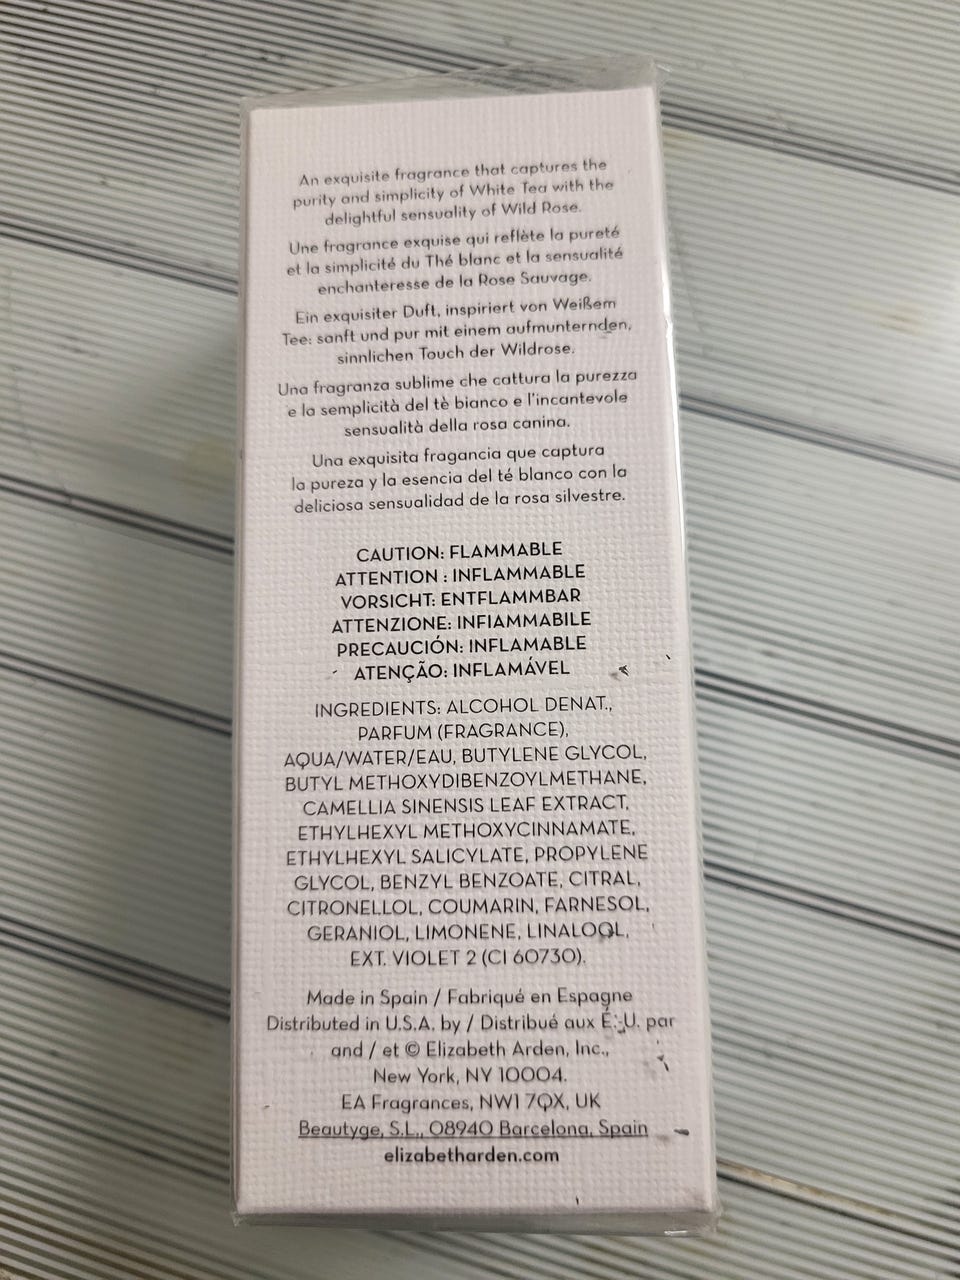 An exquisite fragrance that captures the
purity and simplicity of White Tea with the
delightful sensuality of Wild Rose.
Une fragrance exquise qui reflète la pureté
et la simplicité du Thé blanc et la sensualité
enchanteresse de la Rose Sauvage.
Ein exquisiter Duft, inspiriert von Weißem
Tee: sanft und pur mit einem aufmunternden,
sinnlichen Touch der Wildrose.
Una fragranza sublime che cattura la purezza
e la semplicità del tè bianco e l'incantevole
sensualità della rosa canina.
Una exquisita fragancia que captura
la pureza y la esencia del té blanco con la
deliciosa sensualidad de la rosa silvestre.
CAUTION: FLAMMABLE
ATTENTION : INFLAMMABLE
VORSICHT: ENTFLAMMBAR
ATTENZIONE: INFIAMMABILE
PRECAUCIÓN: INFLAMABLE
ATENÇÃO: INFLAMÁVEL
INGREDIENTS: ALCOHOL DENAT.,
PARFUM (FRAGRANCE),
AQUA/WATER/EAU, BUTYLENE GLYCOL,
BUTYL METHOXYDIBENZOYLMETHANE,
CAMELLIA SINENSIS LEAF EXTRACT,
ETHYLHEXYL METHOXYCINNAMATE,
ETHYLHEXYL SALICYLATE, PROPYLENE
GLYCOL, BENZYL BENZOATE, CITRAL,
CITRONELLOL, COUMARIN, FARNESOL,
GERANIOL, LIMONENE, LINALOOL,
EXT. VIOLET 2 (CI 60730).
Made in Spain / Fabriqué en Espagne
Distributed in U.S.A. by / Distribué aux É.-U. par
and / et © Elizabeth Arden, Inc.,
New York, NY 10004.
EA Fragrances, NW1 7QX, UK
Beautyge, S.L., 08940 Barcelona, Spain
elizabetharden.com